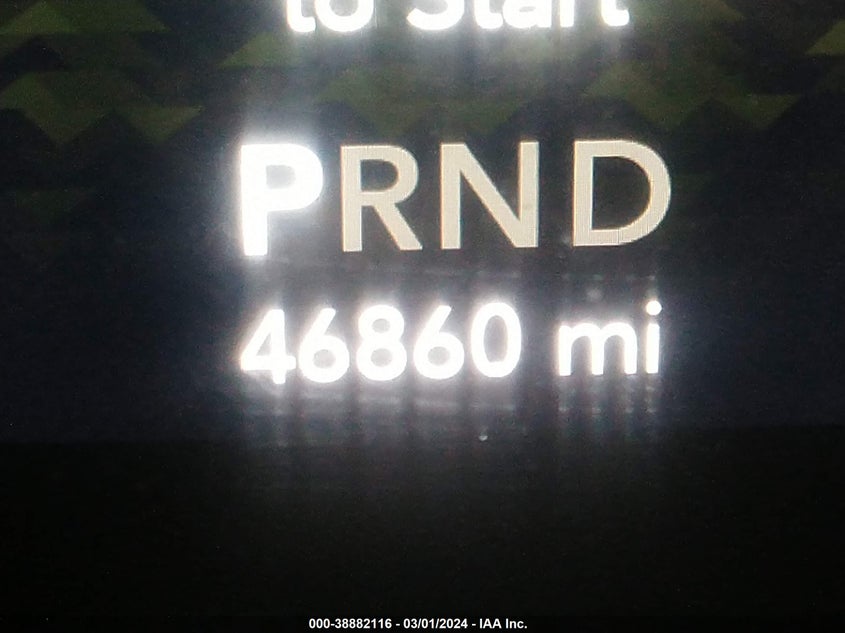 to Start
PRND
46860 mi
000-38882116 - 03/01/2024 - IAA Inc.